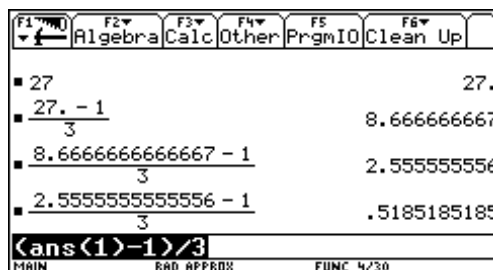 F1 F2 F3 F4 F5 F6
Algebra Calc Other PrgmIO Clean Up
27 27.
27. - 1
3
8.666666667
8.6666666666667 - 1
3
2.555555556
2.5555555555556 - 1
3
.5185185185
(ans(1)-1)/3
MAIN RAD APPROX FUNC 4/30